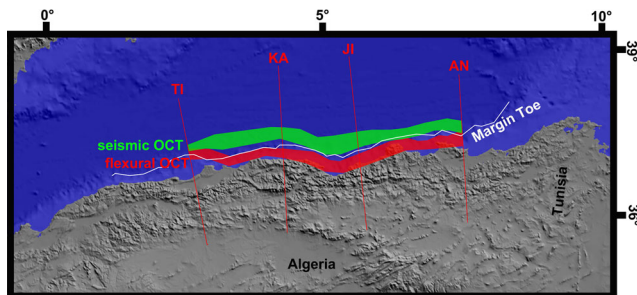 0°
5°
10°
39°
JI
KA
AN
TI
Margin Toe
seismic OCT
flexural OCT
Tunisia
36°
Algeria